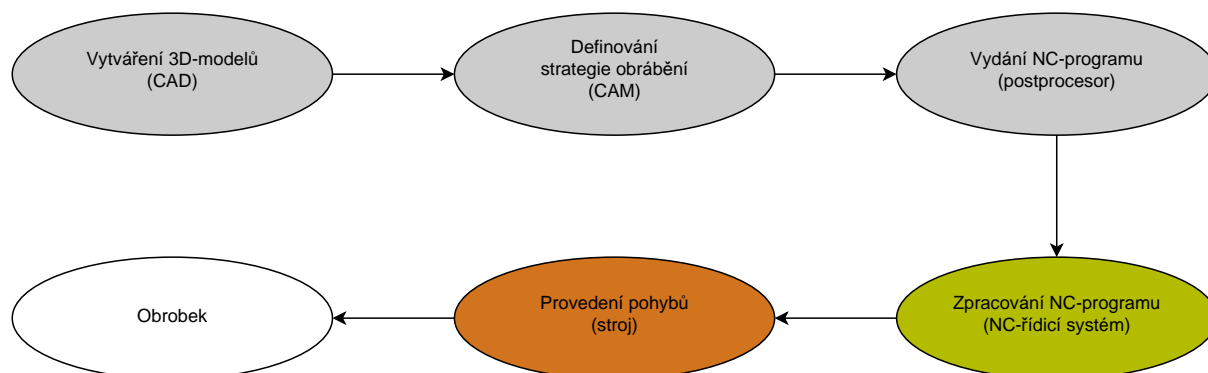 Vytváření 3D-modelů
(CAD)
Definování
strategie obrábění
(CAM)
Vydání NC-programu
(postprocesor)
Zpracování NC-programu
(NC-řídicí systém)
Provedení pohybů
(stroj)
Obrobek